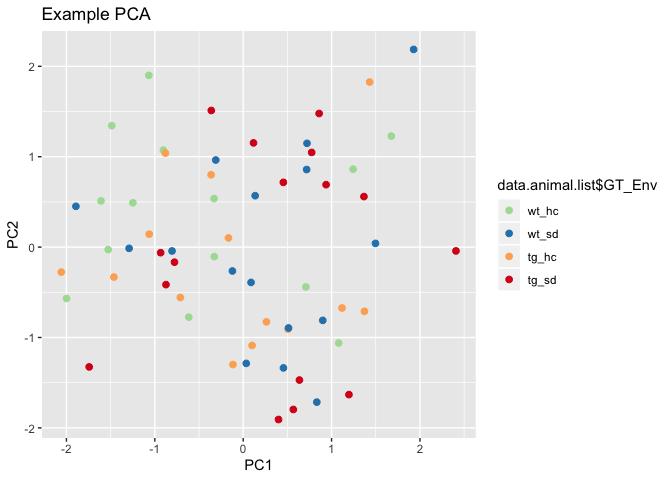 Example PCA
PC2
2
1
0
-1
-2
-2
-1
0
1
2
PC1
data.animal.list$GT_Env
wt_hc
wt_sd
tg_hc
tg_sd